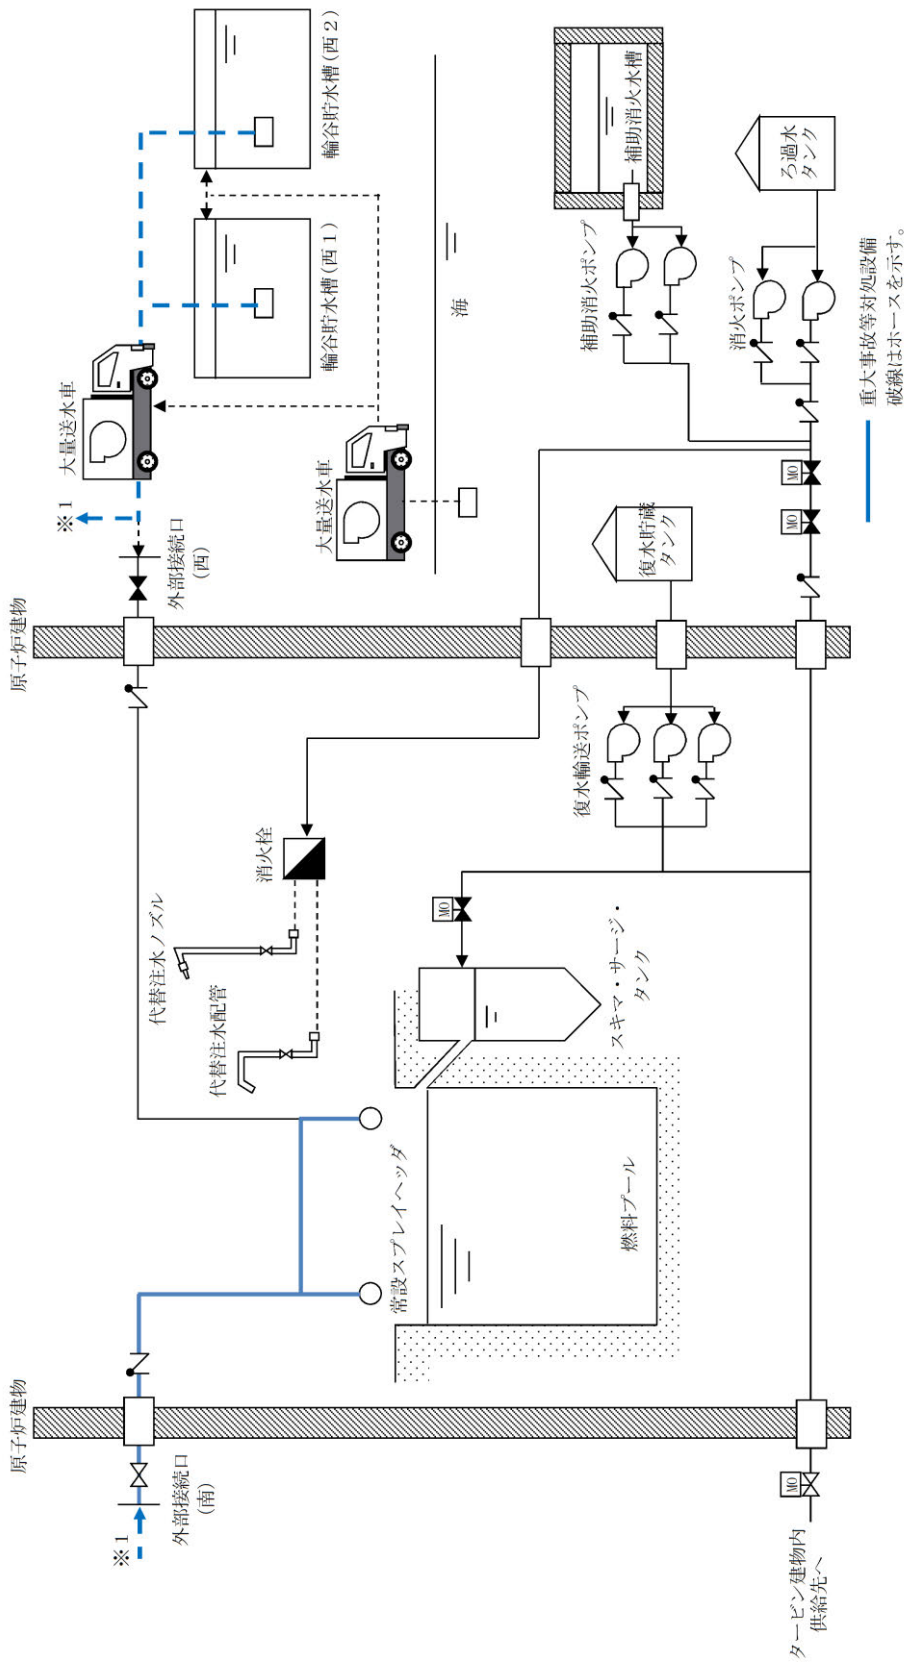 原子炉建物
原子炉建物
※1
外部接続口
(南)
※1
外部接続口
(西)
大量送水車
輪谷貯水槽(西1)
輪谷貯水槽(西2)
大量送水車
海
代替注水ノズル
代替注水配管
消火栓
常設スプレイヘッダ
燃料プール
スキマ・サージ・
タンク
MO
復水輸送ポンプ
復水貯蔵
タンク
補助消火ポンプ
補助消火水槽
消火ポンプ
ろ過水
タンク
MO
MO
MO
タービン建物内
供給先へ
重大事故等対処設備
破線はホースを示す。